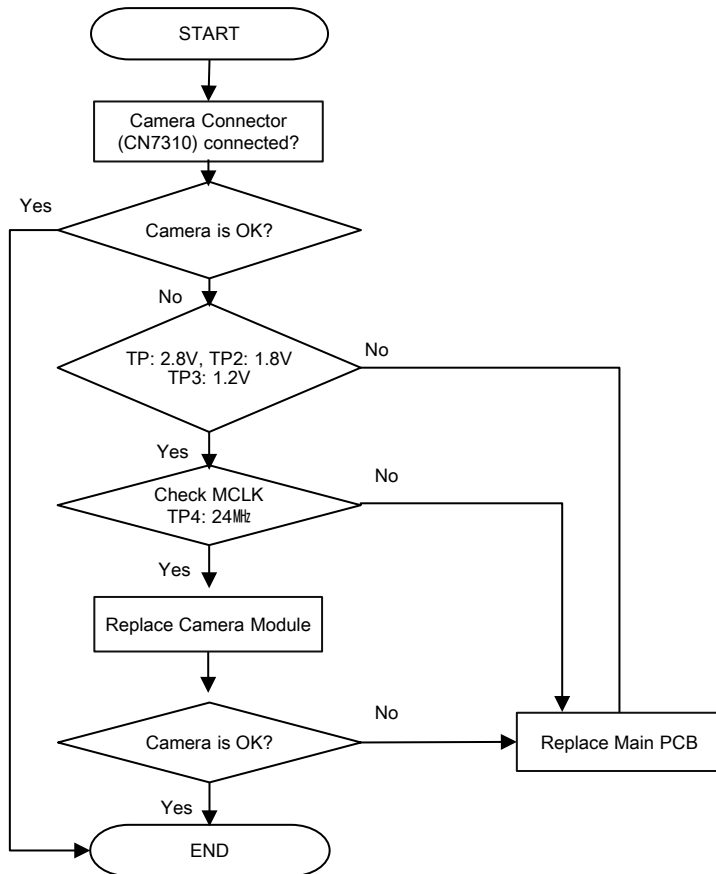 START
Camera Connector
(CN7310) connected?
Yes
Camera is OK?
No
TP: 2.8V, TP2: 1.8V
TP3: 1.2V
No
Yes
Check MCLK
TP4: 24㎒
No
Yes
Replace Camera Module
Camera is OK?
No
Replace Main PCB
Yes
END